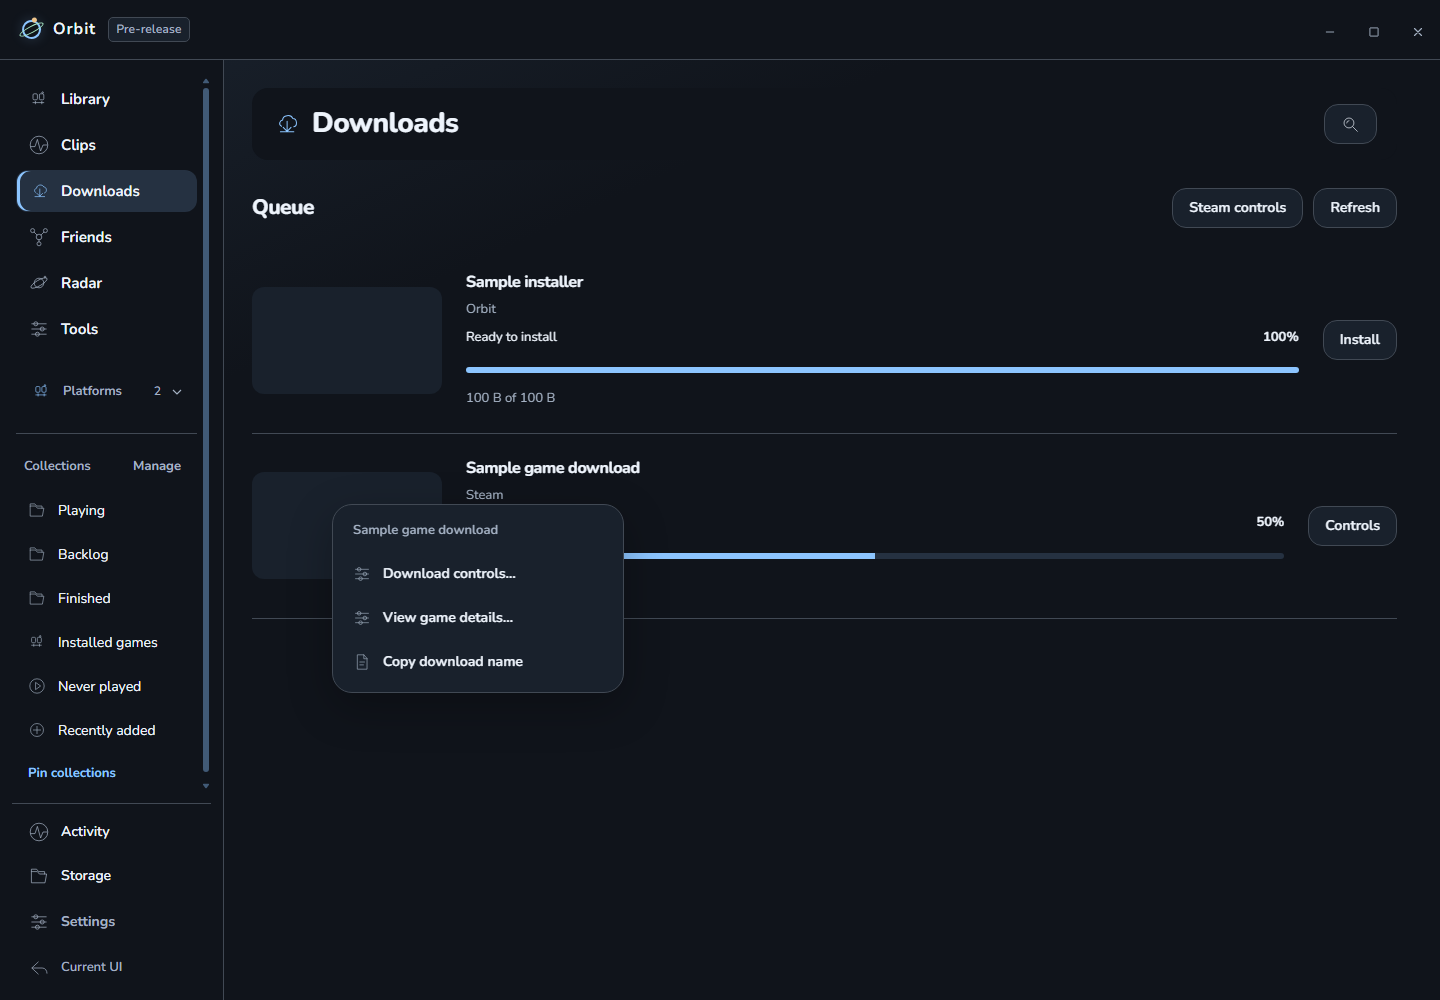 Orbit
Pre-release
Library
Clips
Downloads
Friends
Radar
Tools
Platforms 2
Collections Manage
Playing
Backlog
Finished
Installed games
Never played
Recently added
Pin collections
Activity
Storage
Settings
Current UI
Downloads
Queue
Steam controls
Refresh
Sample installer
Orbit
Ready to install 100%
Install
100 B of 100 B
Sample game download
Steam
50%
Controls
Sample game download
Download controls...
View game details...
Copy download name